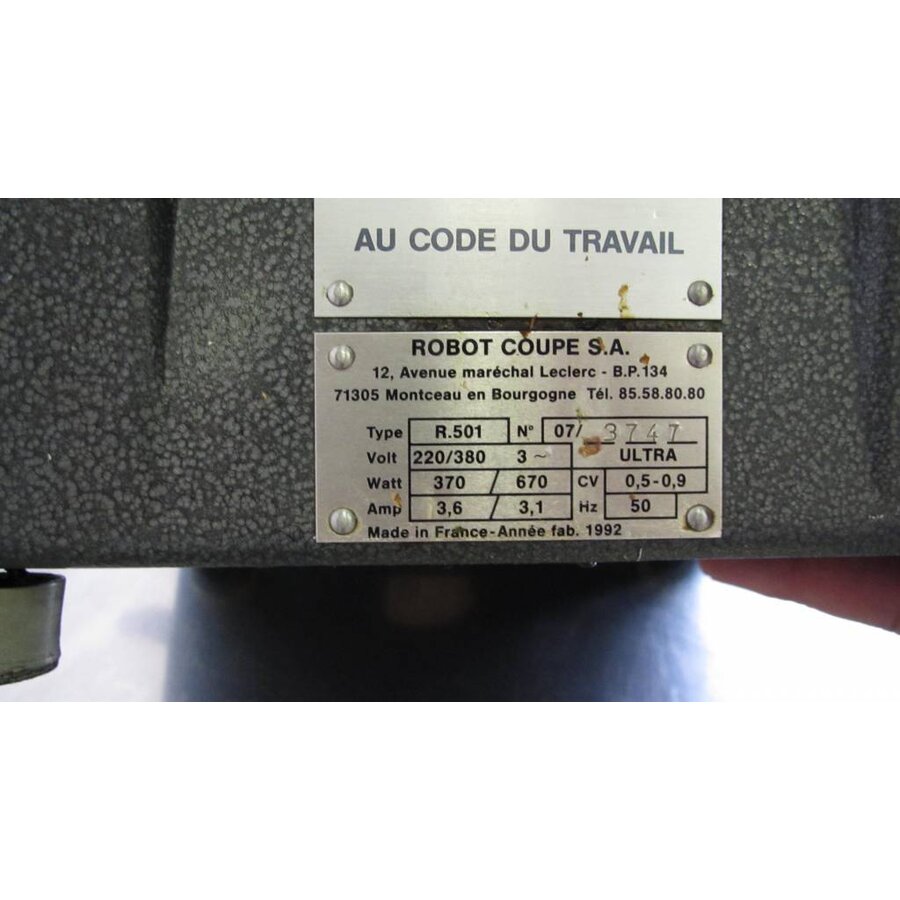 AU CODE DU TRAVAIL
ROBOT COUPE S.A.
12, Avenue maréchal Leclerc - B.P.134
71305 Montceau en Bourgogne Tél. 85.58.80.80
Type R.501 N° 07/ 3747
Volt 220/380 3 ~ ULTRA
Watt 370 / 670 CV 0,5-0,9
Amp 3,6 / 3,1 Hz 50
Made in France-Année fab. 1992